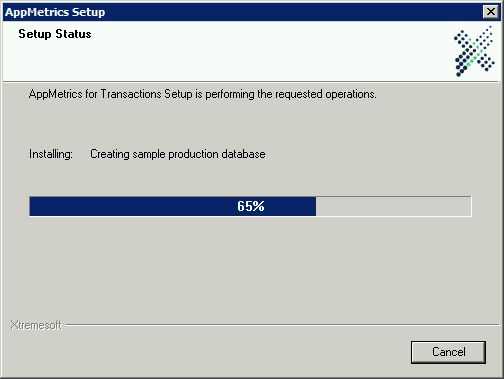 AppMetrics Setup
Setup Status
AppMetrics for Transactions Setup is performing the requested operations.
Installing: Creating sample production database
65%
Xtremesoft
Cancel